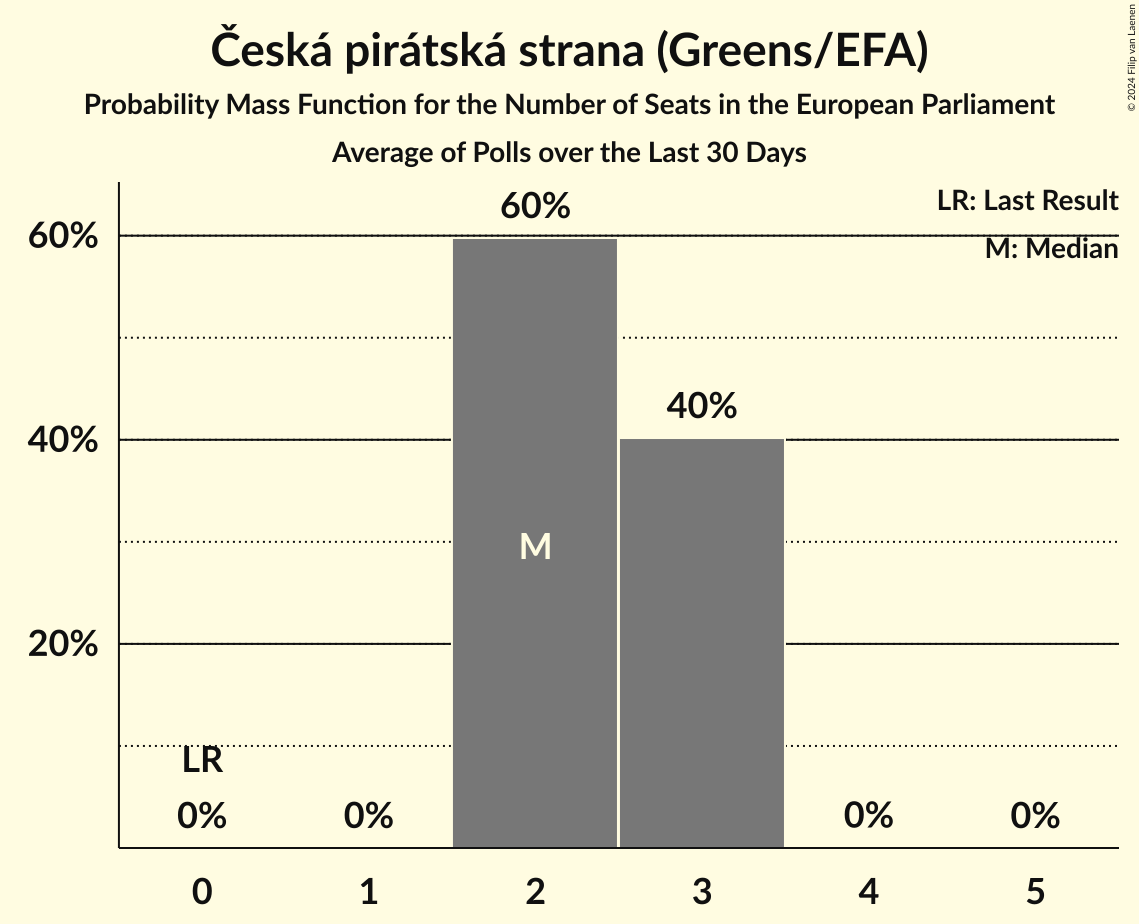 Česká pirátská strana (Greens/EFA)
Probability Mass Function for the Number of Seats in the European Parliament
Average of Polls over the Last 30 Days
© 2024 Filip van Laenen
LR: Last Result
M: Median
60%
40%
20%
60%
40%
M
LR
0%
0%
0%
0%
0 1 2 3 4 5